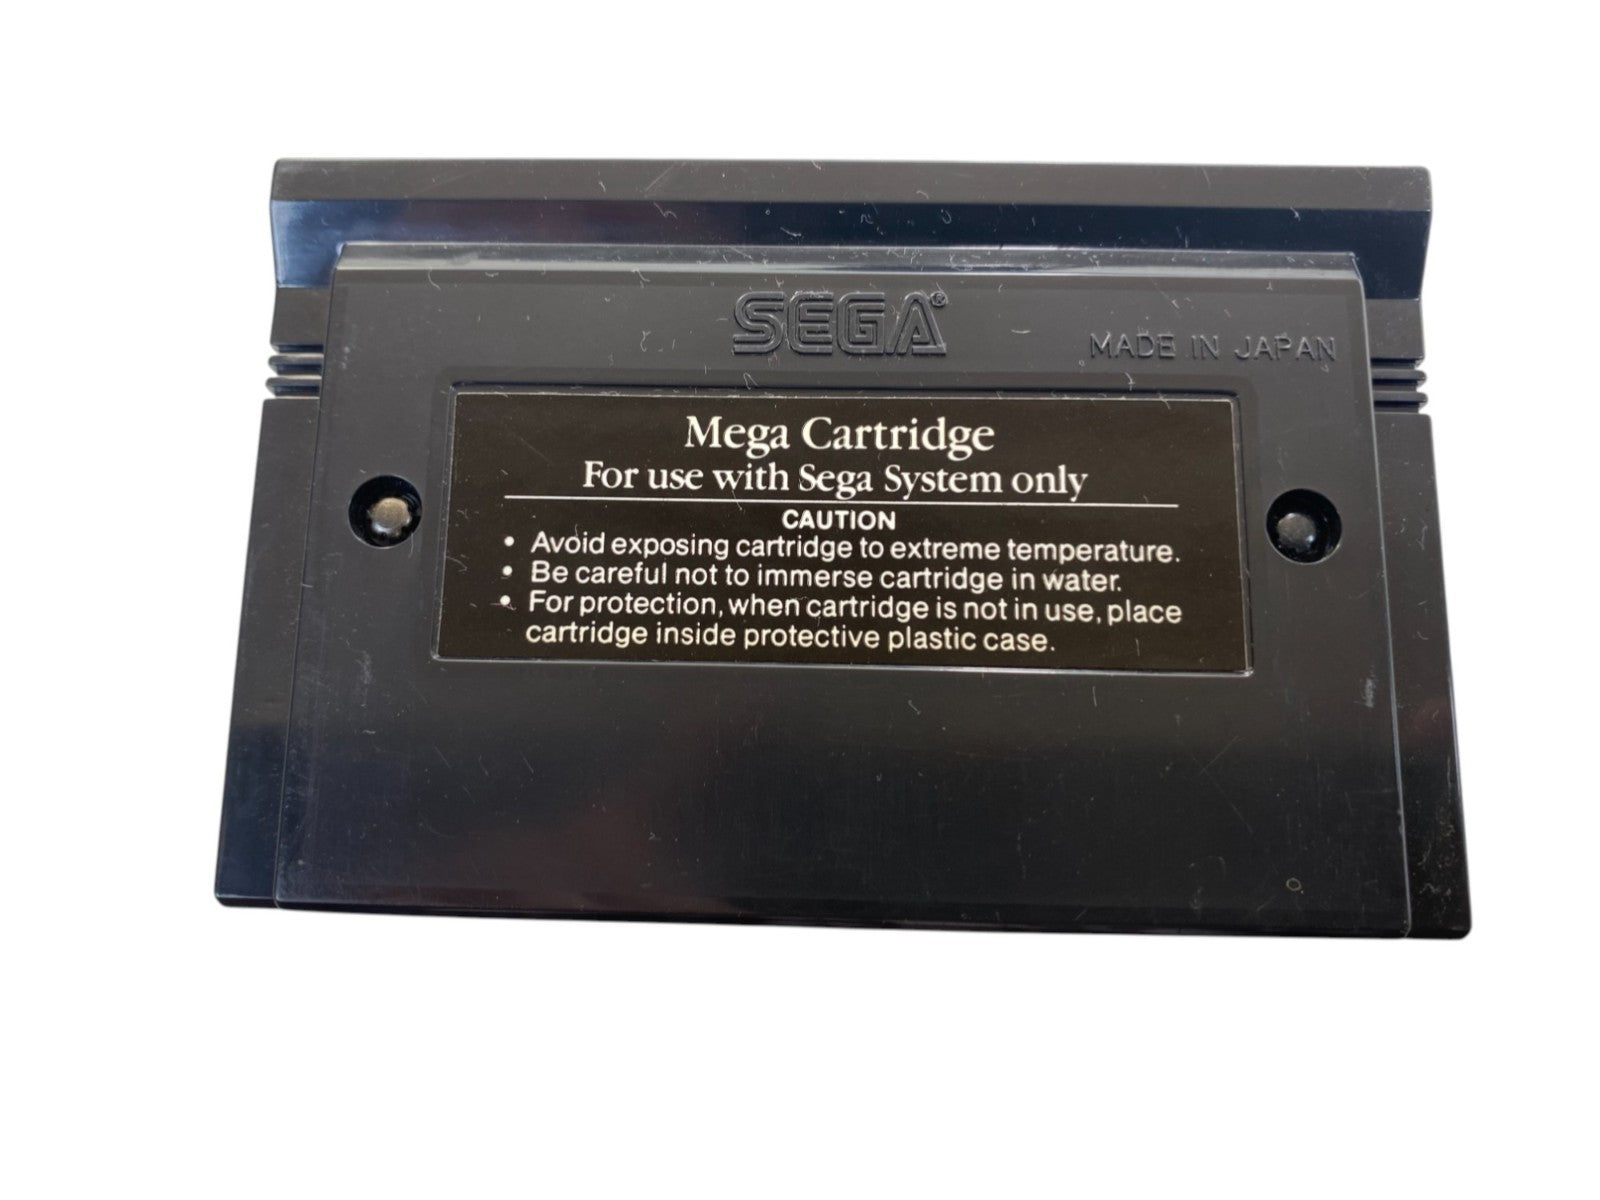 SEGA®
MADE IN JAPAN
Mega Cartridge
For use with Sega System only
CAUTION
• Avoid exposing cartridge to extreme temperature.
• Be careful not to immerse cartridge in water.
• For protection, when cartridge is not in use, place
cartridge inside protective plastic case.